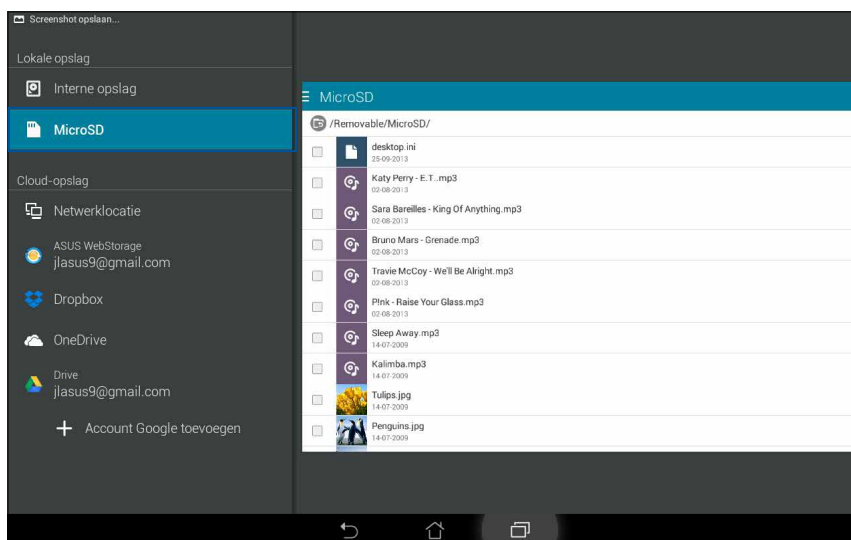 Screenshot opslaan...
Lokale opslag
Interne opslag
MicroSD
Cloud-opslag
Netwerklocatie
ASUS WebStorage
jlasus9@gmail.com
Dropbox
OneDrive
Drive
jlasus9@gmail.com
Account Google toevoegen
MicroSD
/Removable/MicroSD/
desktop.ini
25-09-2013
Katy Perry - E.T..mp3
02-08-2013
Sara Bareilles - King Of Anything.mp3
02-08-2013
Bruno Mars - Grenade.mp3
02-08-2013
Travie McCoy - We'll Be Alright.mp3
02-08-2013
P!nk - Raise Your Glass.mp3
02-08-2013
Sleep Away.mp3
14-07-2009
Kalimba.mp3
14-07-2009
Tulips.jpg
14-07-2009
Penguins.jpg
14-07-2009